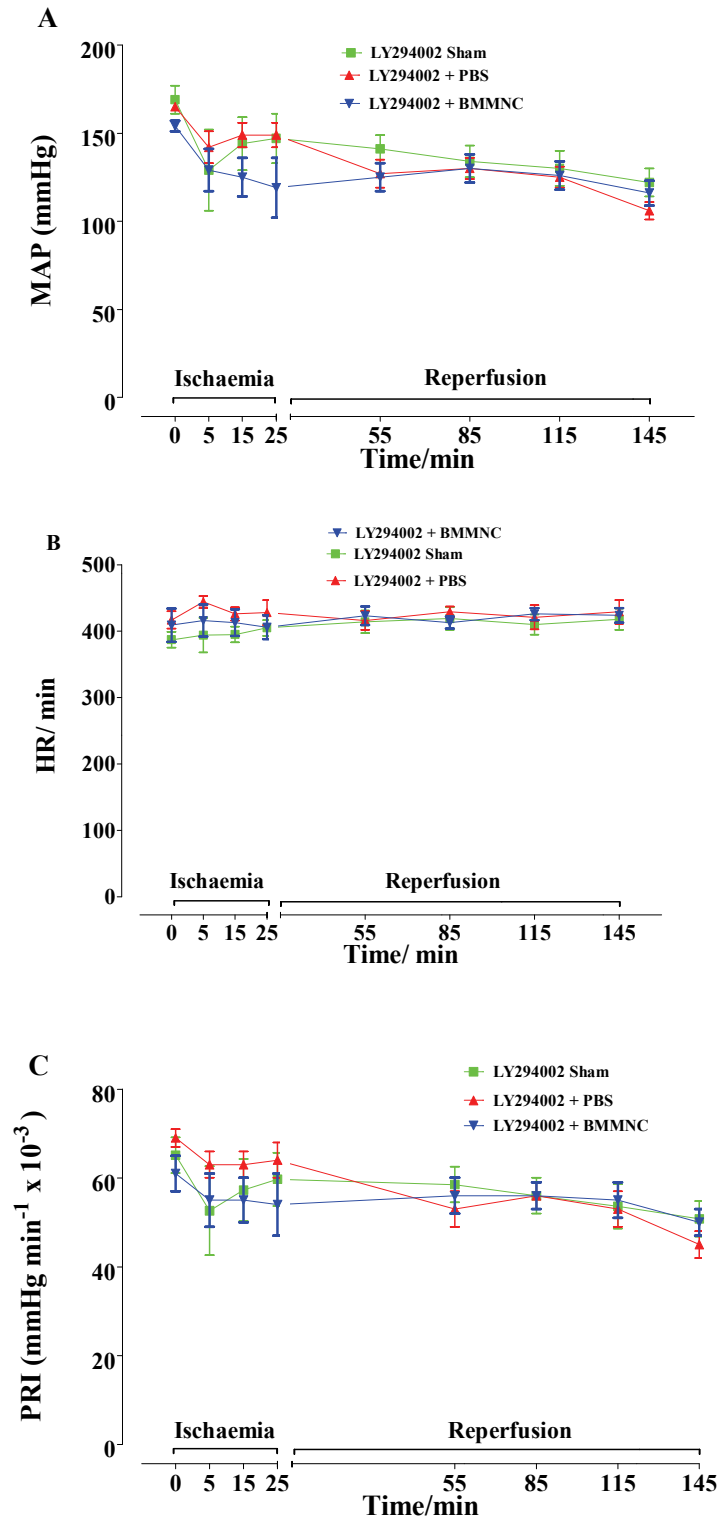 A
200
150
100
50
0
MAP (mmHg)
LY294002 Sham
LY294002 + PBS
LY294002 + BMMNC
Ischaemia Reperfusion
0 5 15 25 55 85 115 145
Time/min
B
500
400
300
200
100
0
HR/ min
LY294002 + BMMNC
LY294002 Sham
LY294002 + PBS
Ischaemia Reperfusion
0 5 15 25 55 85 115 145
Time/ min
C
80
60
40
20
0
PRI (mmHg min⁻¹ x 10⁻³)
LY294002 Sham
LY294002 + PBS
LY294002 + BMMNC
Ischaemia Reperfusion
0 5 15 25 55 85 115 145
Time/min